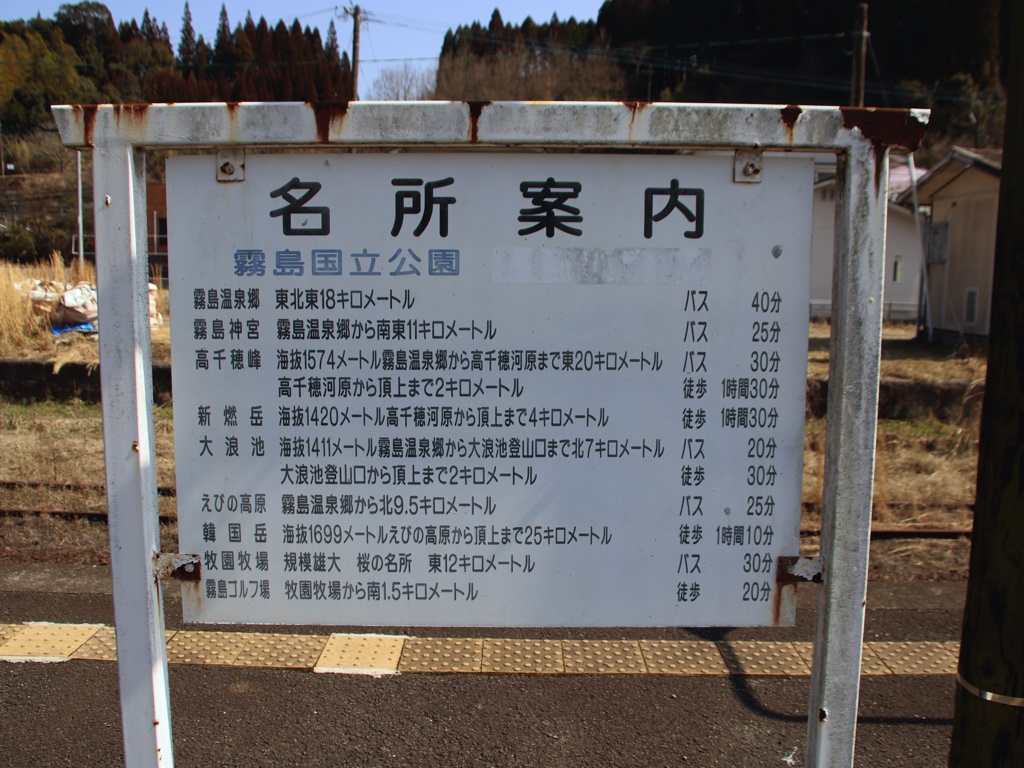 名所案内
霧島国立公園
霧島温泉郷 東北東18キロメートル バス 40分
霧島神宮 霧島温泉郷から南東11キロメートル バス 25分
高千穂峰 海抜1574メートル霧島温泉郷から高千穂河原まで東20キロメートル バス 30分
高千穂河原から頂上まで2キロメートル 徒歩 1時間30分
新燃岳 海抜1420メートル高千穂河原から頂上まで4キロメートル 徒歩 1時間30分
大浪池 海抜1411メートル霧島温泉郷から大浪池登山口まで北7キロメートル バス 20分
大浪池登山口から頂上まで2キロメートル 徒歩 30分
えびの高原 霧島温泉郷から北9.5キロメートル バス 25分
韓国岳 海抜1699メートルえびの高原から頂上まで25キロメートル 徒歩 1時間10分
牧園牧場 規模雄大 桜の名所 東12キロメートル バス 30分
霧島ゴルフ場 牧園牧場から南1.5キロメートル 徒歩 20分